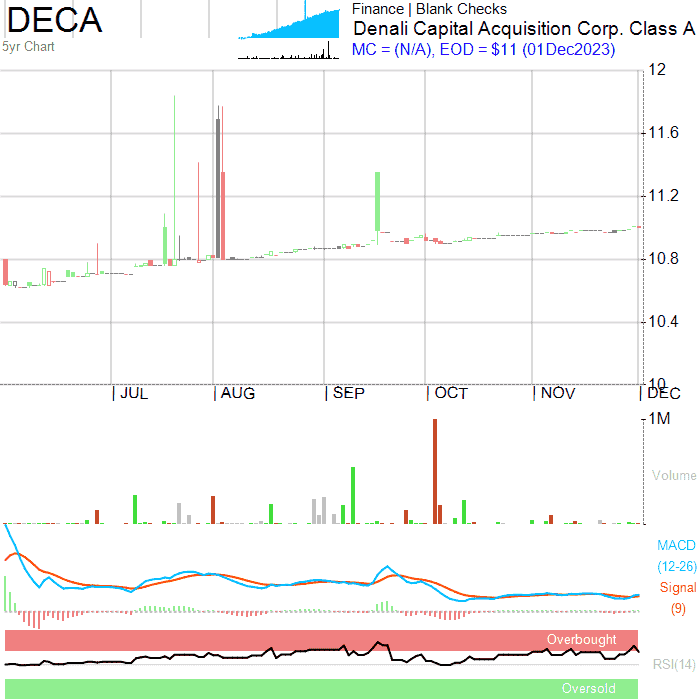 DECA
5yr Chart
Finance | Blank Checks
Denali Capital Acquisition Corp. Class A
MC = (N/A), EOD = $11 (01Dec2023)
12
11.6
11.2
10.8
10.4
10
| JUL | AUG | SEP | OCT | NOV | DEC
1M
Volume
MACD
(12-26)
Signal
(9)
Overbought
RSI(14)
Oversold